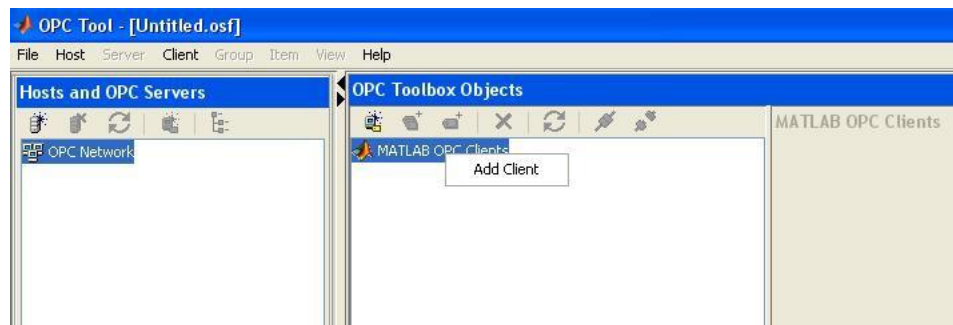 OPC Tool - [Untitled.osf]
File Host Server Client Group Item View Help
Hosts and OPC Servers
OPC Network
OPC Toolbox Objects
MATLAB OPC Clients
Add Client
MATLAB OPC Clients